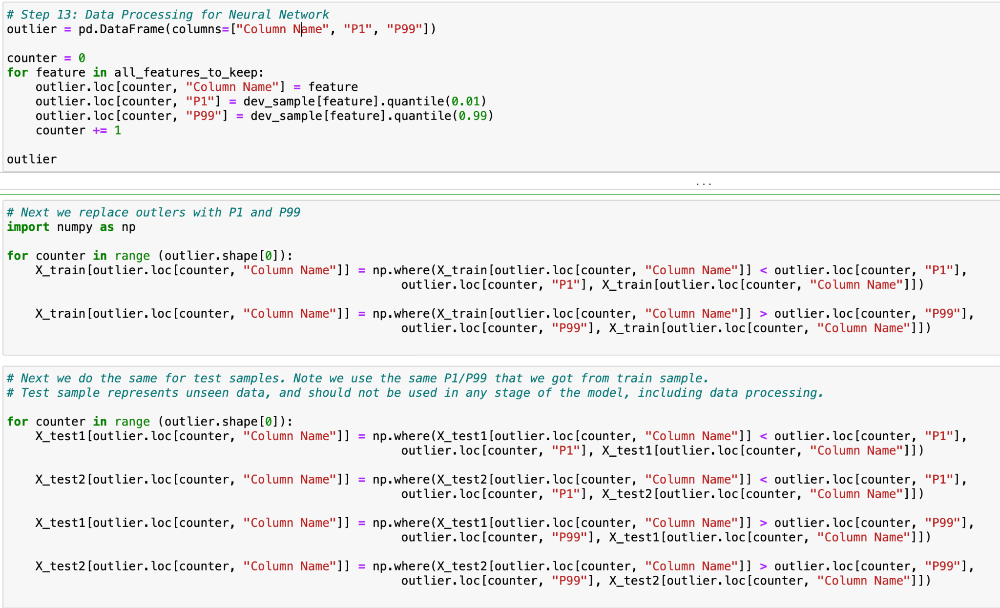 # Step 13: Data Processing for Neural Network
outlier = pd.DataFrame(columns=["Column Name", "P1", "P99"])
counter = 0
for feature in all_features_to_keep:
    outlier.loc[counter, "Column Name"] = feature
    outlier.loc[counter, "P1"] = dev_sample[feature].quantile(0.01)
    outlier.loc[counter, "P99"] = dev_sample[feature].quantile(0.99)
    counter += 1
outlier
...
# Next we replace outlers with P1 and P99
import numpy as np
for counter in range (outlier.shape[0]):
    X_train[outlier.loc[counter, "Column Name"]] = np.where(X_train[outlier.loc[counter, "Column Name"]] < outlier.loc[counter, "P1"],
                                                       outlier.loc[counter, "P1"], X_train[outlier.loc[counter, "Column Name"]])
    X_train[outlier.loc[counter, "Column Name"]] = np.where(X_train[outlier.loc[counter, "Column Name"]] > outlier.loc[counter, "P99"],
                                                       outlier.loc[counter, "P99"], X_train[outlier.loc[counter, "Column Name"]])
# Next we do the same for test samples. Note we use the same P1/P99 that we got from train sample.
# Test sample represents unseen data, and should not be used in any stage of the model, including data processing.
for counter in range (outlier.shape[0]):
    X_test1[outlier.loc[counter, "Column Name"]] = np.where(X_test1[outlier.loc[counter, "Column Name"]] < outlier.loc[counter, "P1"],
                                                       outlier.loc[counter, "P1"], X_test1[outlier.loc[counter, "Column Name"]])
    X_test2[outlier.loc[counter, "Column Name"]] = np.where(X_test2[outlier.loc[counter, "Column Name"]] < outlier.loc[counter, "P1"],
                                                       outlier.loc[counter, "P1"], X_test2[outlier.loc[counter, "Column Name"]])
    X_test1[outlier.loc[counter, "Column Name"]] = np.where(X_test1[outlier.loc[counter, "Column Name"]] > outlier.loc[counter, "P99"],
                                                       outlier.loc[counter, "P99"], X_test1[outlier.loc[counter, "Column Name"]])
    X_test2[outlier.loc[counter, "Column Name"]] = np.where(X_test2[outlier.loc[counter, "Column Name"]] > outlier.loc[counter, "P99"],
                                                       outlier.loc[counter, "P99"], X_test2[outlier.loc[counter, "Column Name"]])